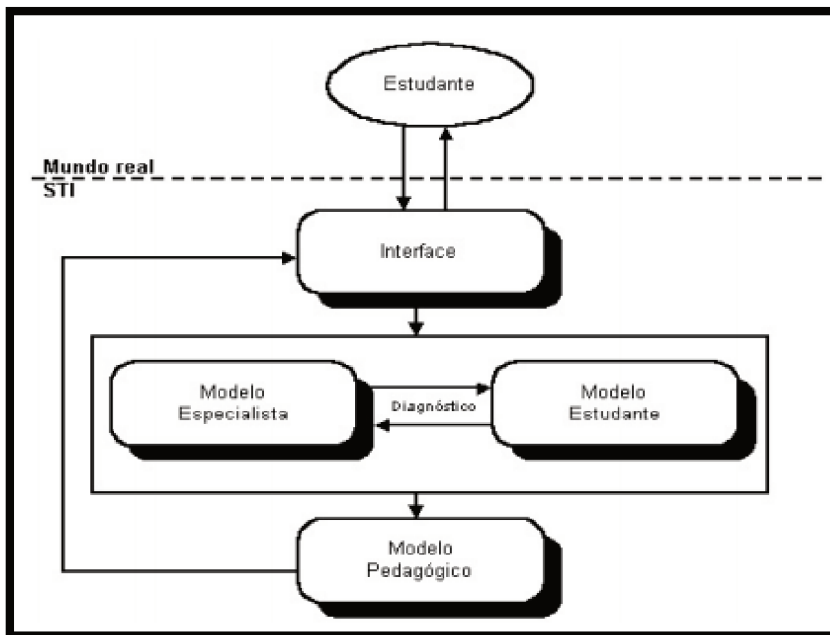 Estudante
Mundo real
STI
Interface
Modelo
Especialista
Diagnóstico
Modelo
Estudante
Modelo
Pedagógico